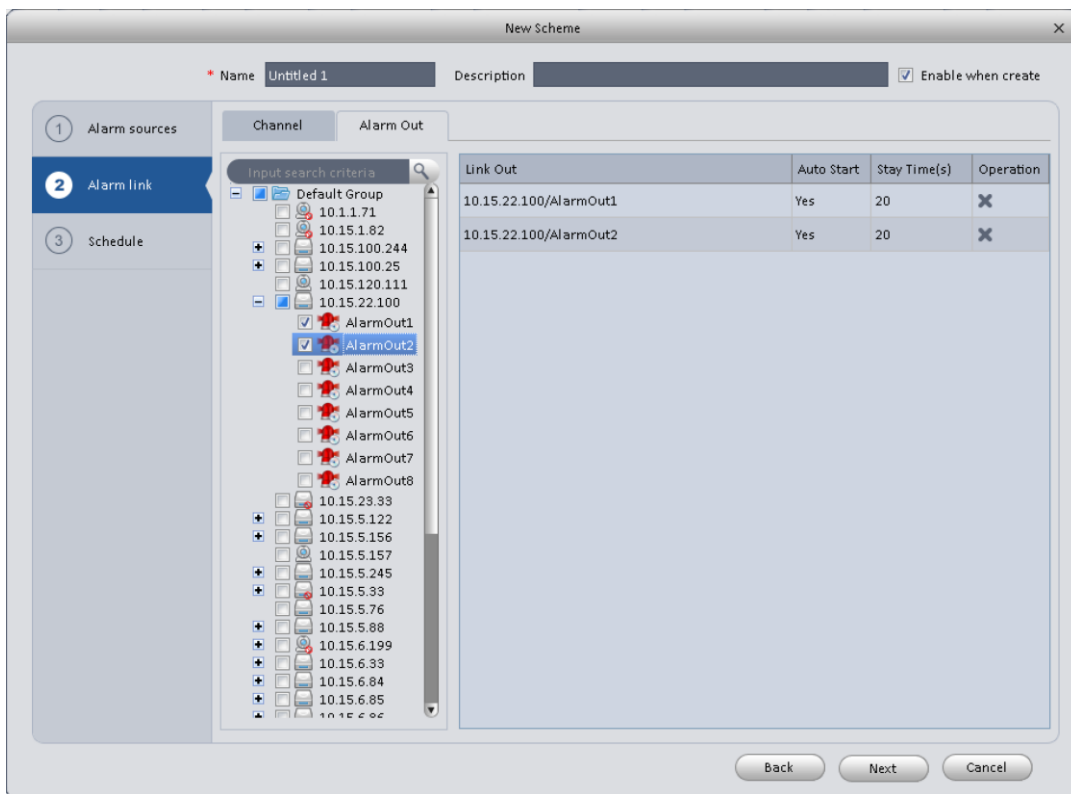 New Scheme
* Name Untitled 1 Description Enable when create
1 Alarm sources
2 Alarm link
3 Schedule
Channel Alarm Out
Input search criteria
Default Group
10.1.1.71
10.15.1.82
10.15.100.244
10.15.100.25
10.15.120.111
10.15.22.100
AlarmOut1
AlarmOut2
AlarmOut3
AlarmOut4
AlarmOut5
AlarmOut6
AlarmOut7
AlarmOut8
10.15.23.33
10.15.5.122
10.15.5.156
10.15.5.157
10.15.5.245
10.15.5.33
10.15.5.76
10.15.5.88
10.15.6.199
10.15.6.33
10.15.6.84
10.15.6.85
10.15.6.86
Link Out Auto Start Stay Time(s) Operation
10.15.22.100/AlarmOut1 Yes 20
10.15.22.100/AlarmOut2 Yes 20
Back Next Cancel